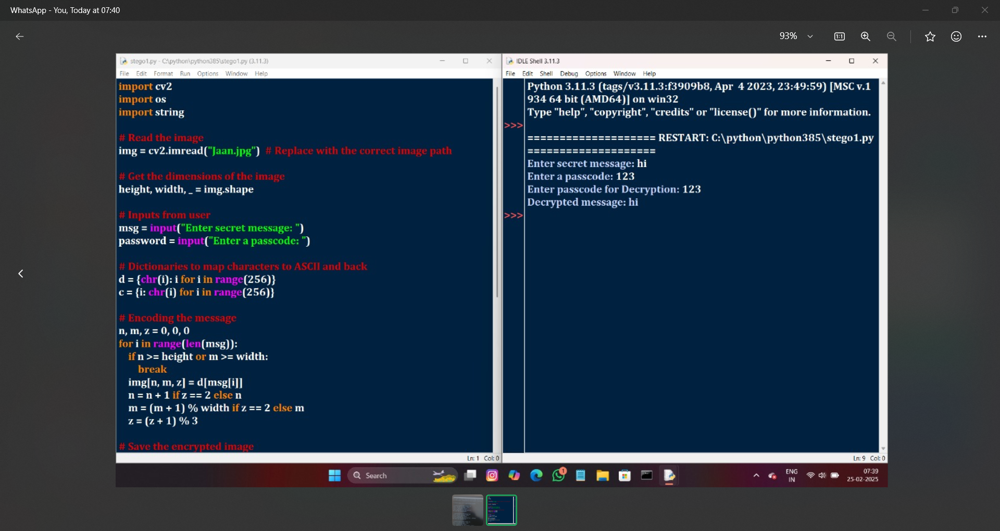 WhatsApp - You, Today at 07:40
93%
1:1
stego1.py - C:\python\python385\stego1.py (3.11.3)
File Edit Format Run Options Window Help
import cv2
import os
import string
# Read the image
img = cv2.imread("Jaan.jpg")  # Replace with the correct image path
# Get the dimensions of the image
height, width, _ = img.shape
# Inputs from user
msg = input("Enter secret message: ")
password = input("Enter a passcode: ")
# Dictionaries to map characters to ASCII and back
d = {chr(i): i for i in range(256)}
c = {i: chr(i) for i in range(256)}
# Encoding the message
n, m, z = 0, 0, 0
for i in range(len(msg)):
if n >= height or m >= width:
break
img[n, m, z] = d[msg[i]]
n = n + 1 if z == 2 else n
m = (m + 1) % width if z == 2 else m
z = (z + 1) % 3
# Save the encrypted image
Ln: 1 Col: 0
IDLE Shell 3.11.3
File Edit Shell Debug Options Window Help
Python 3.11.3 (tags/v3.11.3:f3909b8, Apr  4 2023, 23:49:59) [MSC v.1
934 64 bit (AMD64)] on win32
Type "help", "copyright", "credits" or "license()" for more information.
>>>
==================== RESTART: C:\python\python385\stego1.py
====================
Enter secret message: hi
Enter a passcode: 123
Enter passcode for Decryption: 123
Decrypted message: hi
>>>
Ln: 9 Col: 0
Search
1
ENG
IN
07:39
25-02-2025